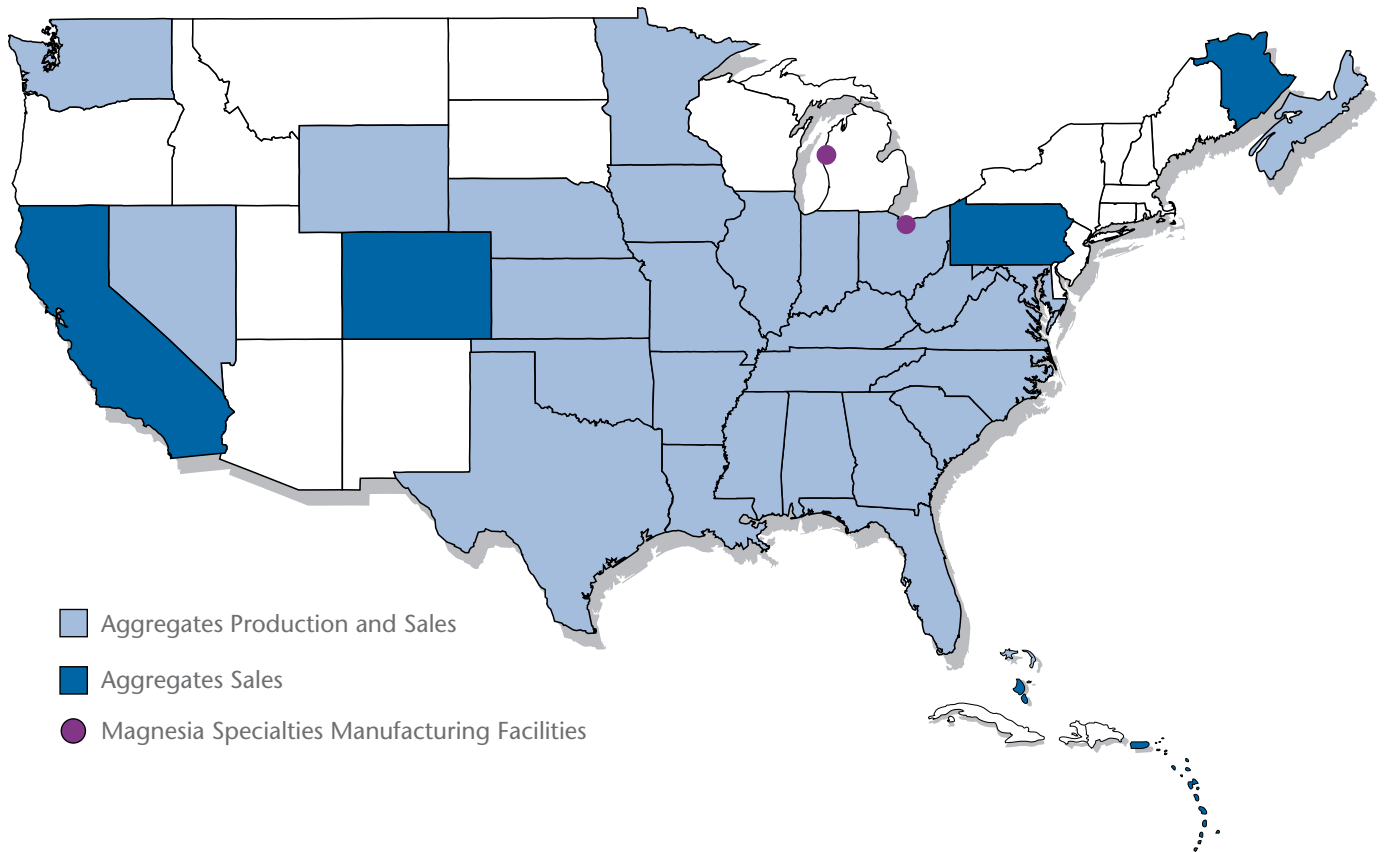 Aggregates Production and Sales
Aggregates Sales
Magnesia Specialties Manufacturing Facilities